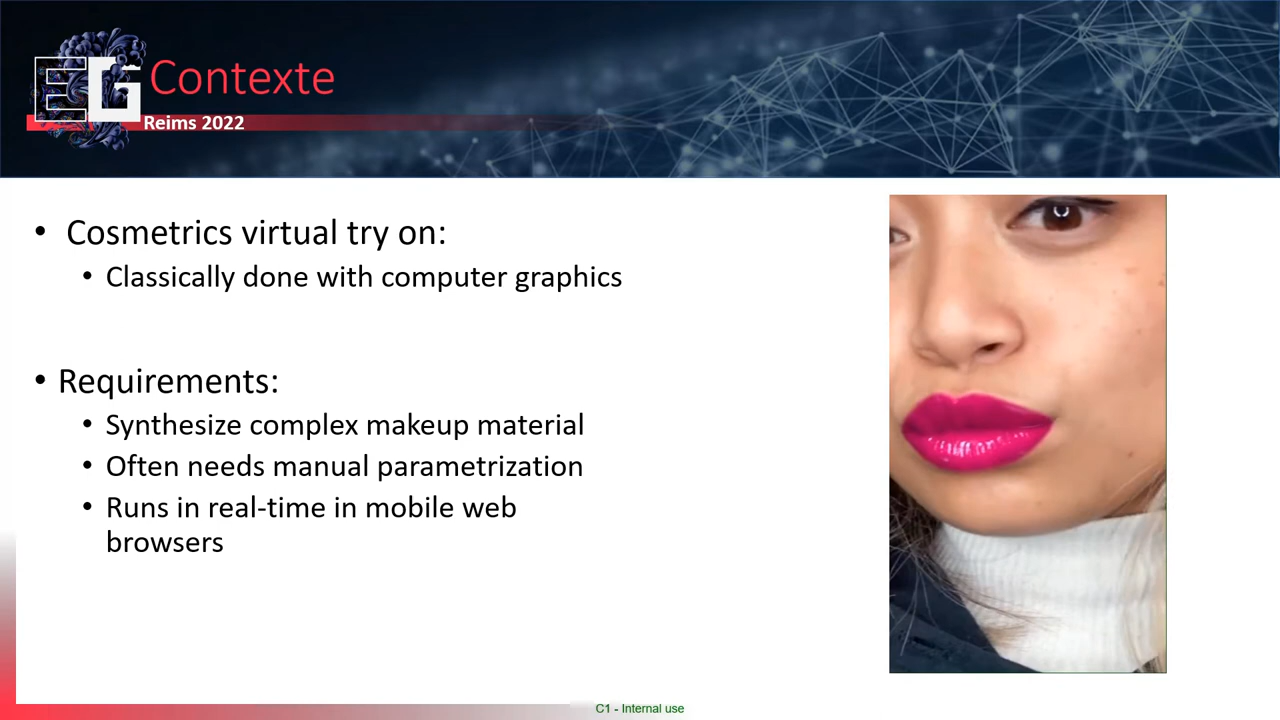 EG
Contexte
Reims 2022
• Cosmetrics virtual try on:
• Classically done with computer graphics
• Requirements:
• Synthesize complex makeup material
• Often needs manual parametrization
• Runs in real-time in mobile web
browsers
C1 - Internal use